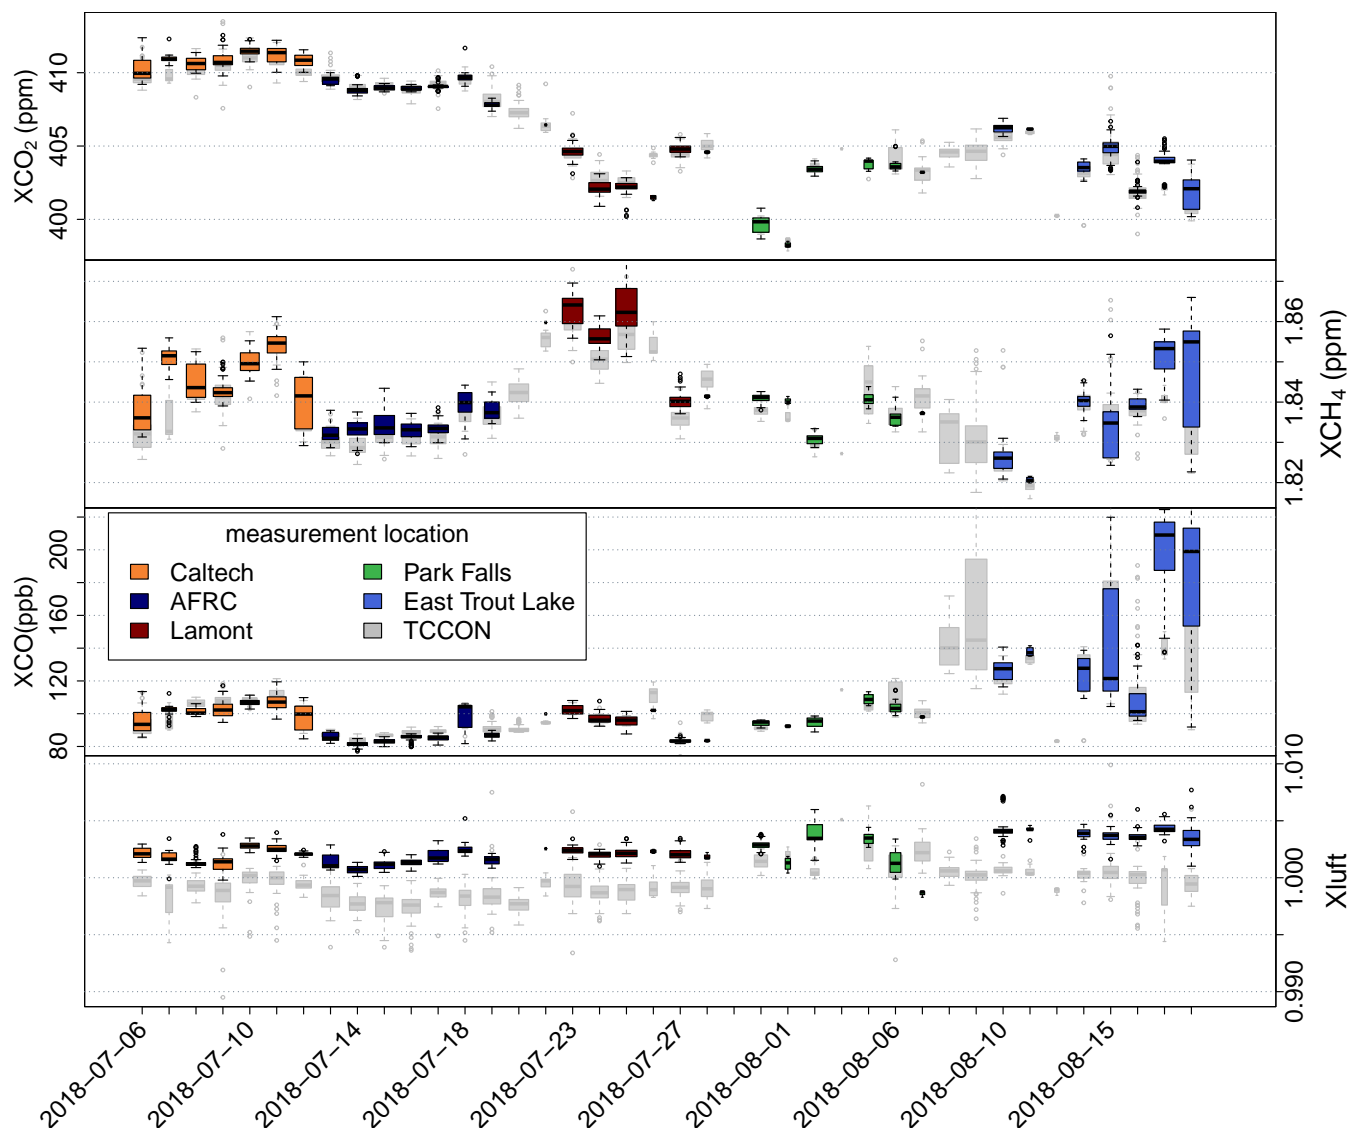 XCO₂ (ppm)
410
405
400
XCH₄ (ppm)
1.86
1.84
1.82
XCO(ppb)
200
160
120
80
measurement location
Caltech
Park Falls
AFRC
East Trout Lake
Lamont
TCCON
Xluft
1.010
1.000
0.990
2018−07−06
2018−07−10
2018−07−14
2018−07−18
2018−07−23
2018−07−27
2018−08−01
2018−08−06
2018−08−10
2018−08−15